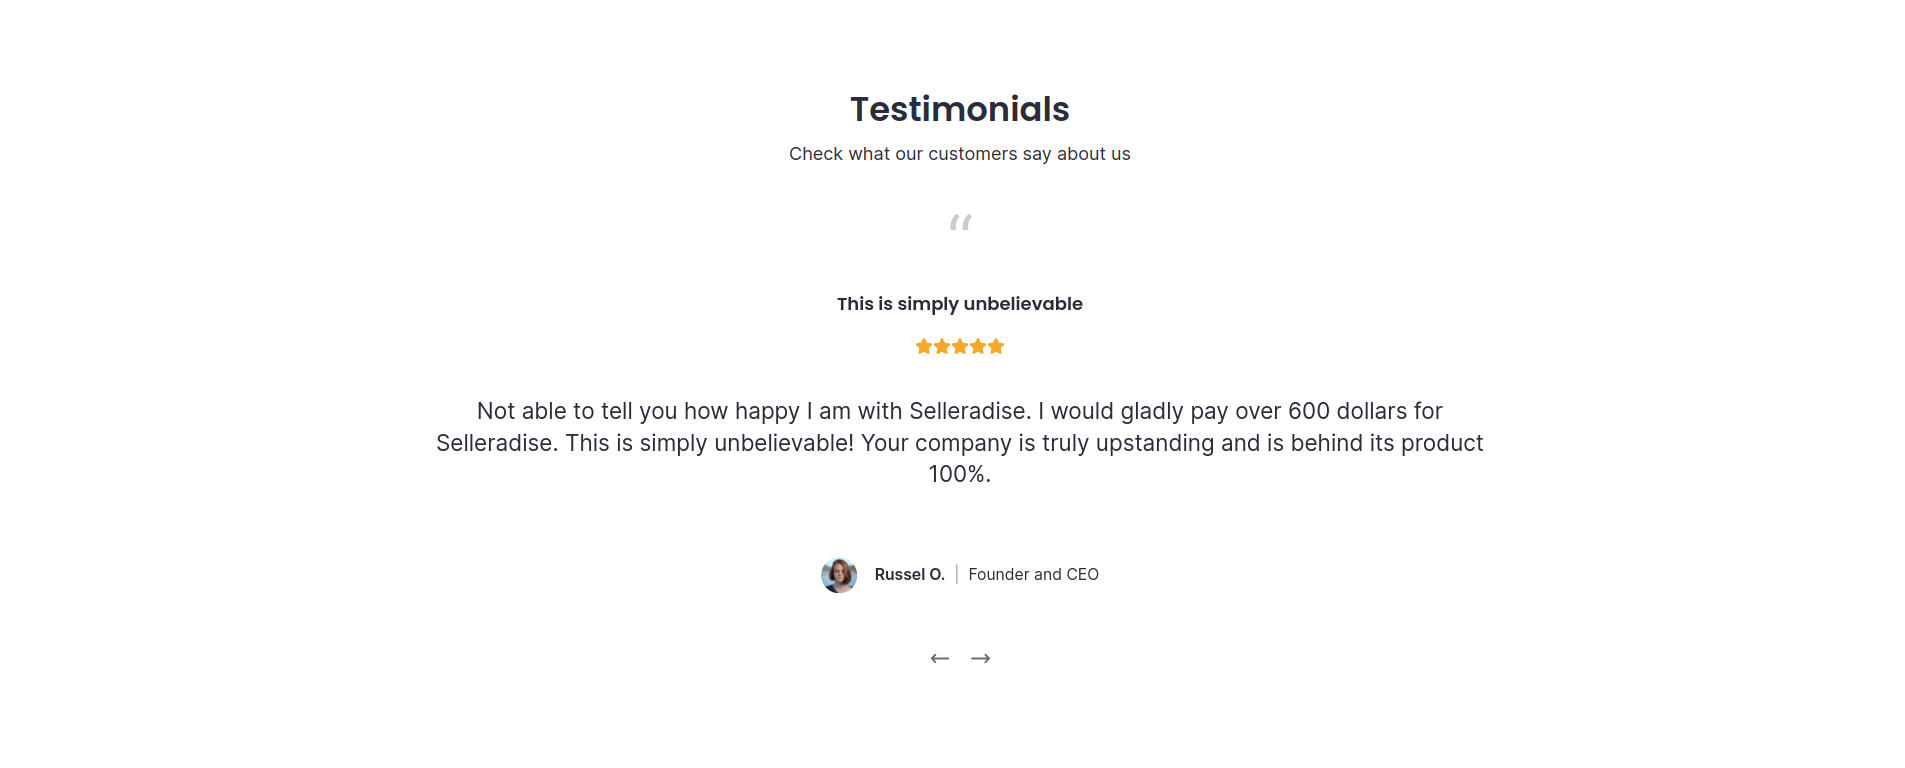 Testimonials
Check what our customers say about us
“
This is simply unbelievable
Not able to tell you how happy I am with Selleradise. I would gladly pay over 600 dollars for
Selleradise. This is simply unbelievable! Your company is truly upstanding and is behind its product
100%.
Russel O. | Founder and CEO